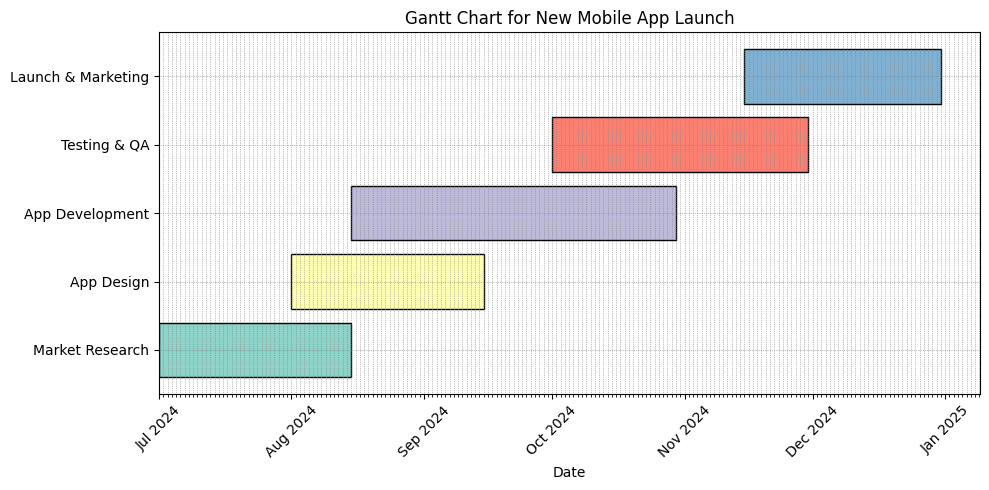 Gantt Chart for New Mobile App Launch
Launch & Marketing
Testing & QA
App Development
App Design
Market Research
Jul 2024
Aug 2024
Sep 2024
Oct 2024
Nov 2024
Dec 2024
Jan 2025
Date